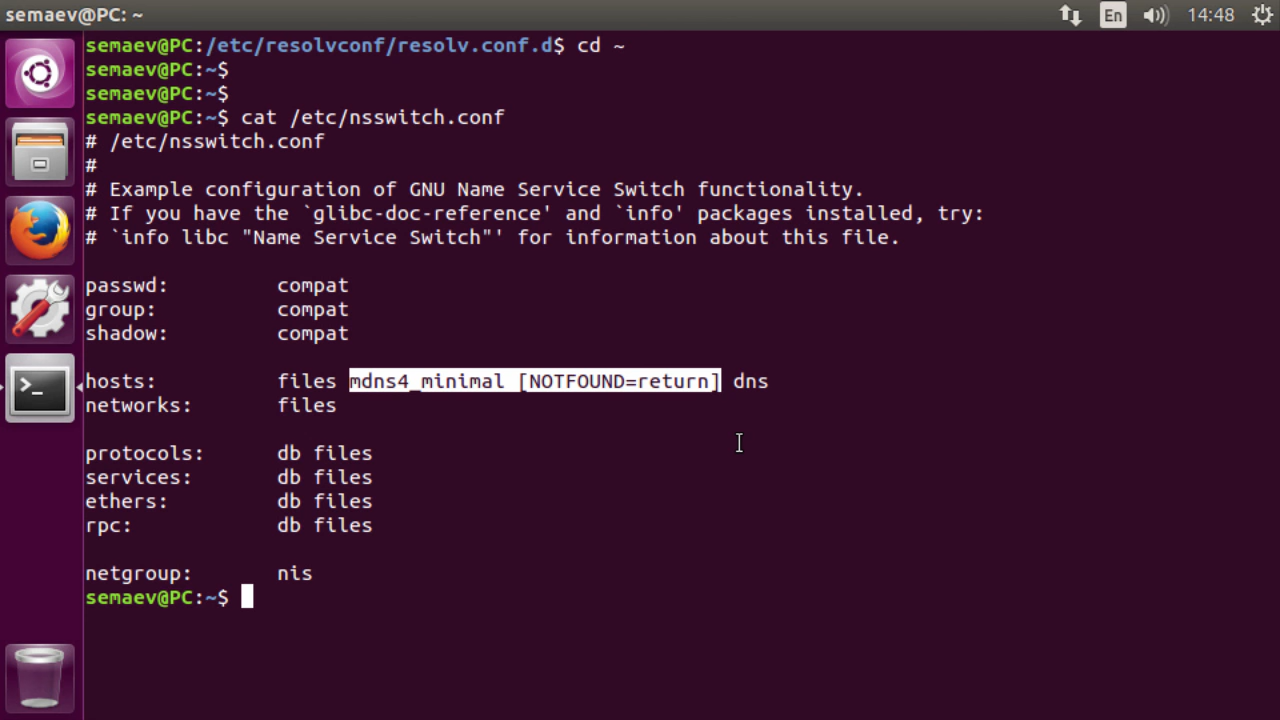 semaev@PC: ~
En
14:48
semaev@PC:/etc/resolvconf/resolv.conf.d$ cd ~
semaev@PC:~$
semaev@PC:~$
semaev@PC:~$ cat /etc/nsswitch.conf
# /etc/nsswitch.conf
#
# Example configuration of GNU Name Service Switch functionality.
# If you have the `glibc-doc-reference' and `info' packages installed, try:
# `info libc "Name Service Switch"' for information about this file.
passwd:         compat
group:          compat
shadow:         compat
hosts:          files mdns4_minimal [NOTFOUND=return] dns
networks:       files
protocols:      db files
services:       db files
ethers:         db files
rpc:            db files
netgroup:       nis
semaev@PC:~$